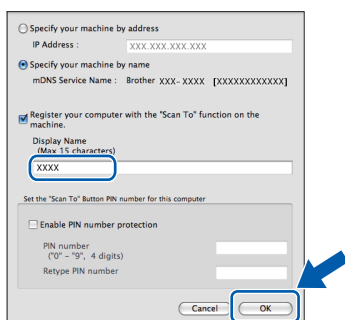 Specify your machine by address
IP Address : XXX.XXX.XXX.XXX
Specify your machine by name
mDNS Service Name : Brother XXX-XXXX [XXXXXXXXXXXX]
Register your computer with the "Scan To" function on the
machine.
Display Name
(Max 15 characters)
XXXX
Set the "Scan To" Button PIN number for this computer
Enable PIN number protection
PIN number
("0" – "9", 4 digits)
Retype PIN number
Cancel OK